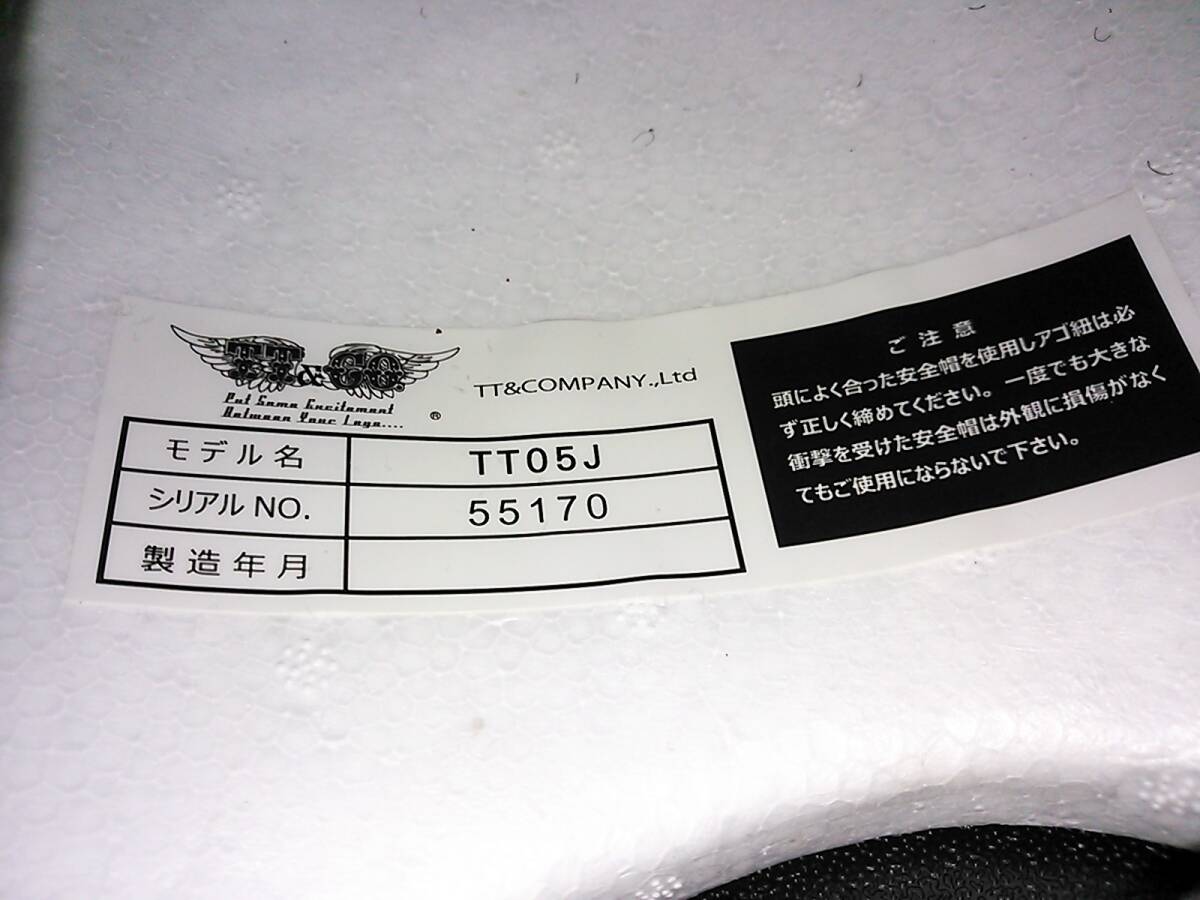 TT&CO.
Put Some Excitement
Between Your Legs....
®
TT&COMPANY.,Ltd
モデル名 TT05J
シリアルNO. 55170
製造年月
ご注意
頭によく合った安全帽を使用しアゴ紐は必
ず正しく締めてください。一度でも大きな
衝撃を受けた安全帽は外観に損傷がなく
てもご使用にならないで下さい。